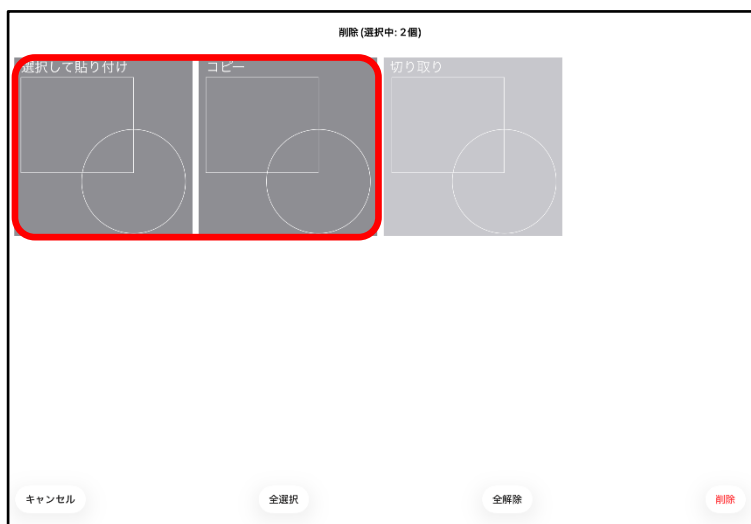 削除(選択中: 2個)
選択して貼り付け
コピー
切り取り
キャンセル
全選択
全解除
削除